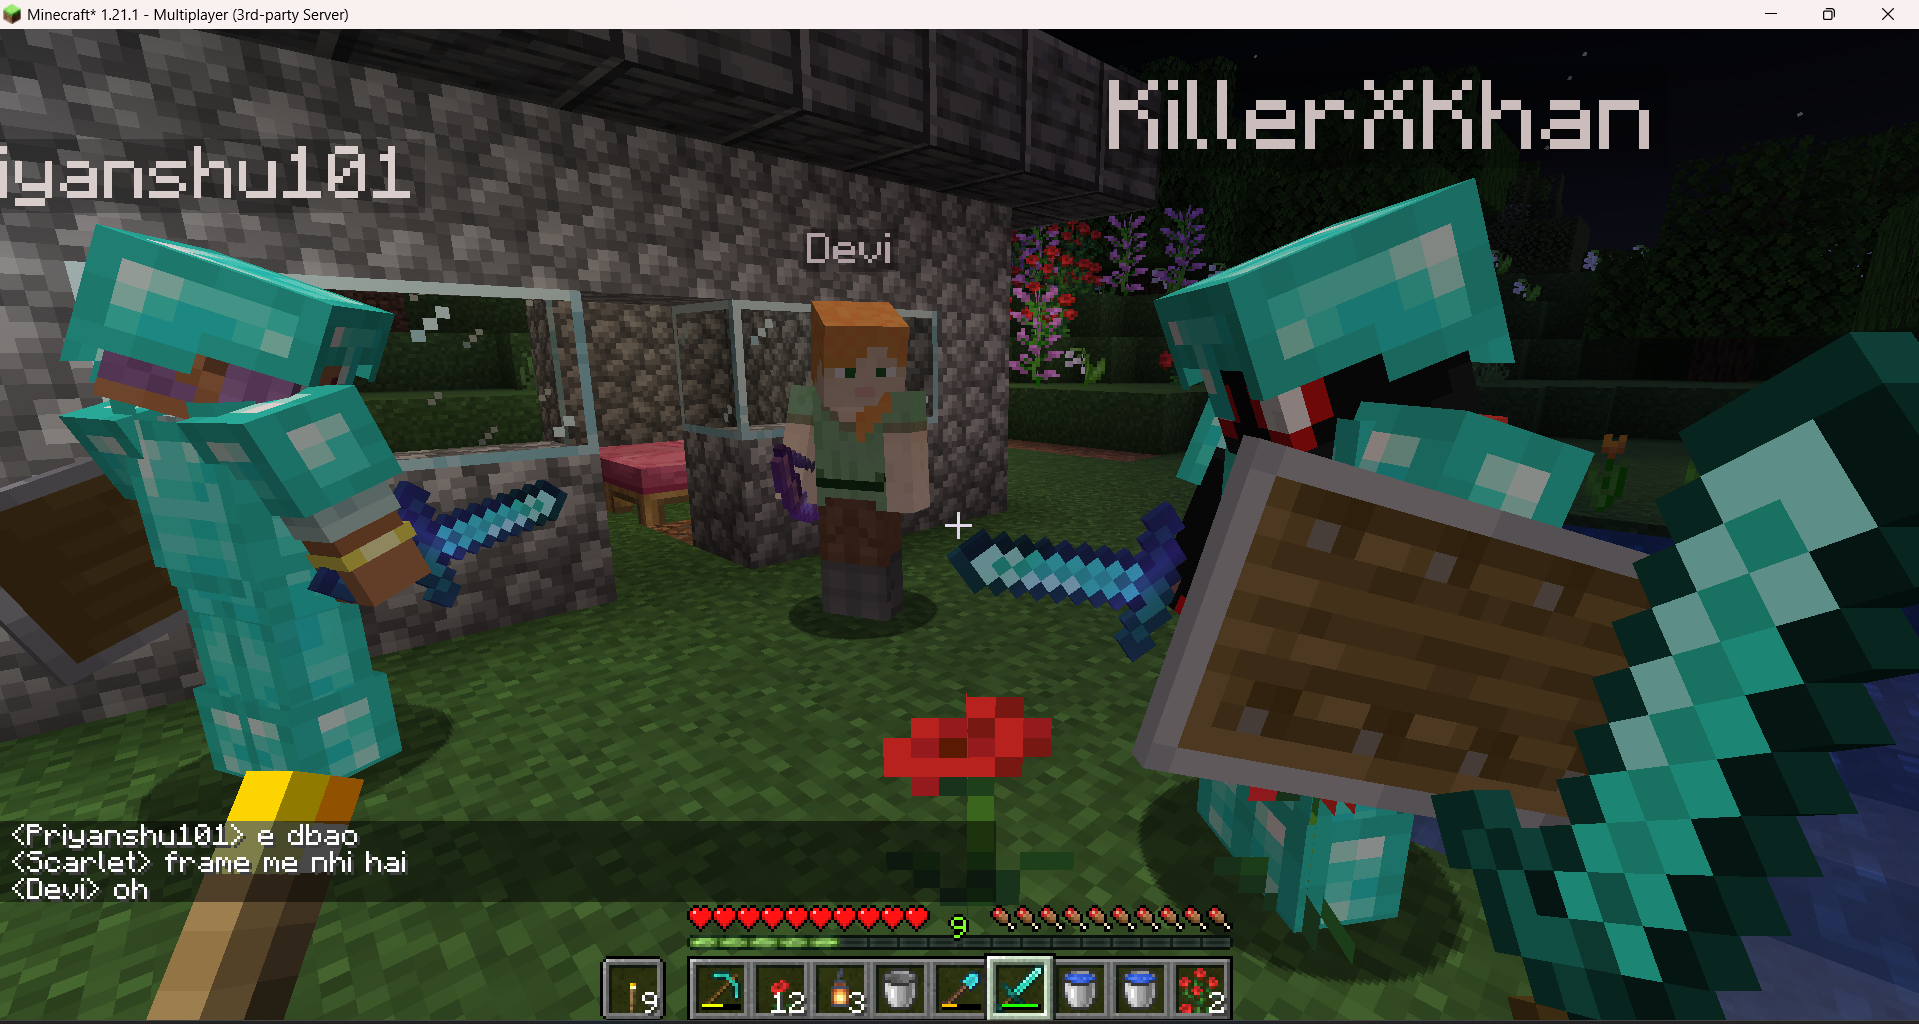 Minecraft* 1.21.1 - Multiplayer (3rd-party Server)
KillerXKhan
iyanshu101
Devi
<Priyanshu101> e dbao
<Scarlet> frame me nhi hai
<Devi> oh
9
9
12
3
2